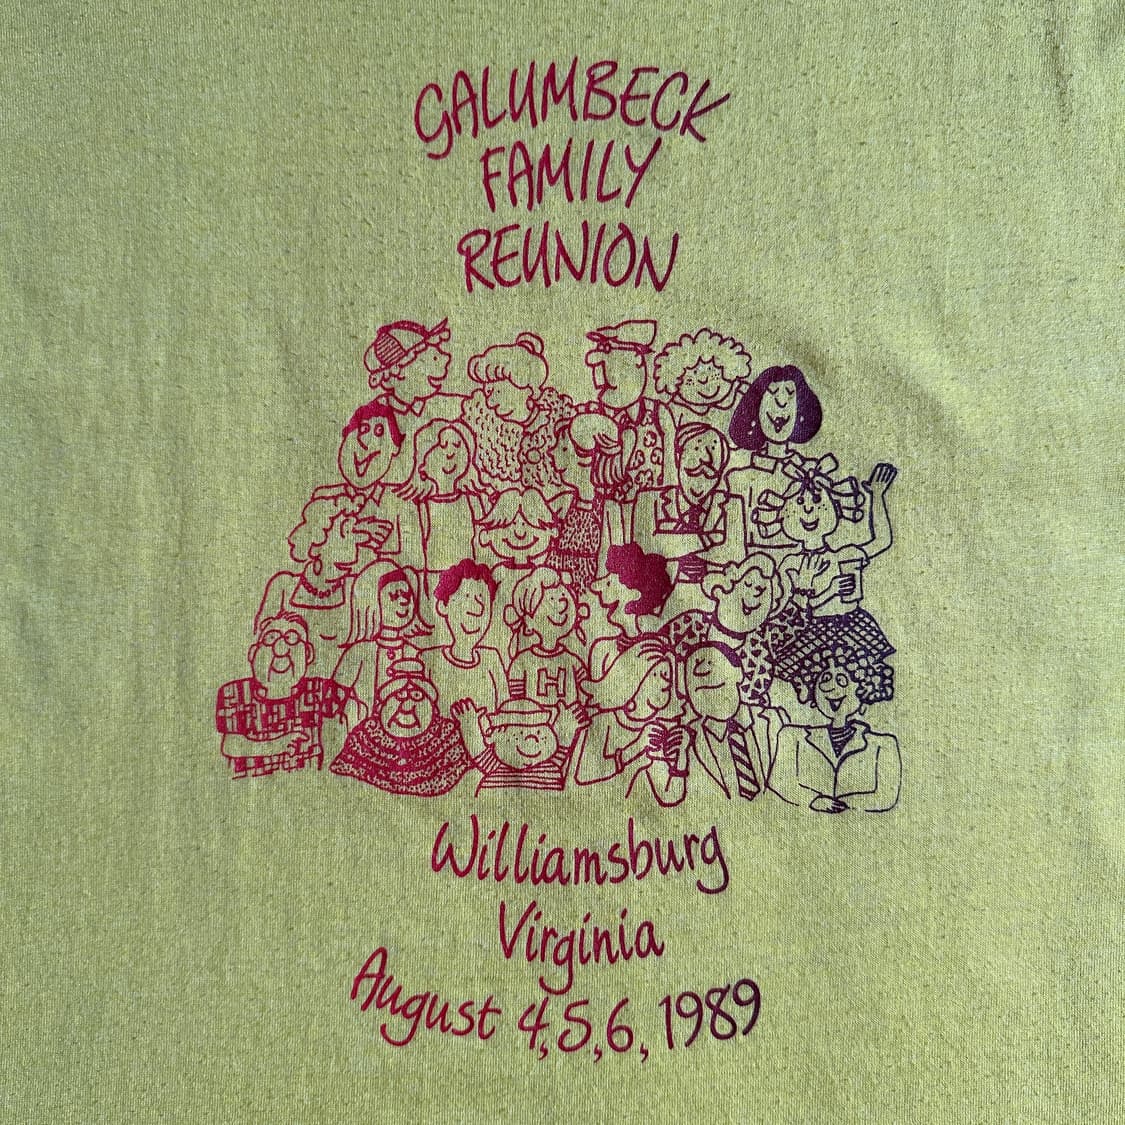 GALUMBECK
FAMILY
REUNION
H
Williamsburg
Virginia
August 4,5,6, 1989